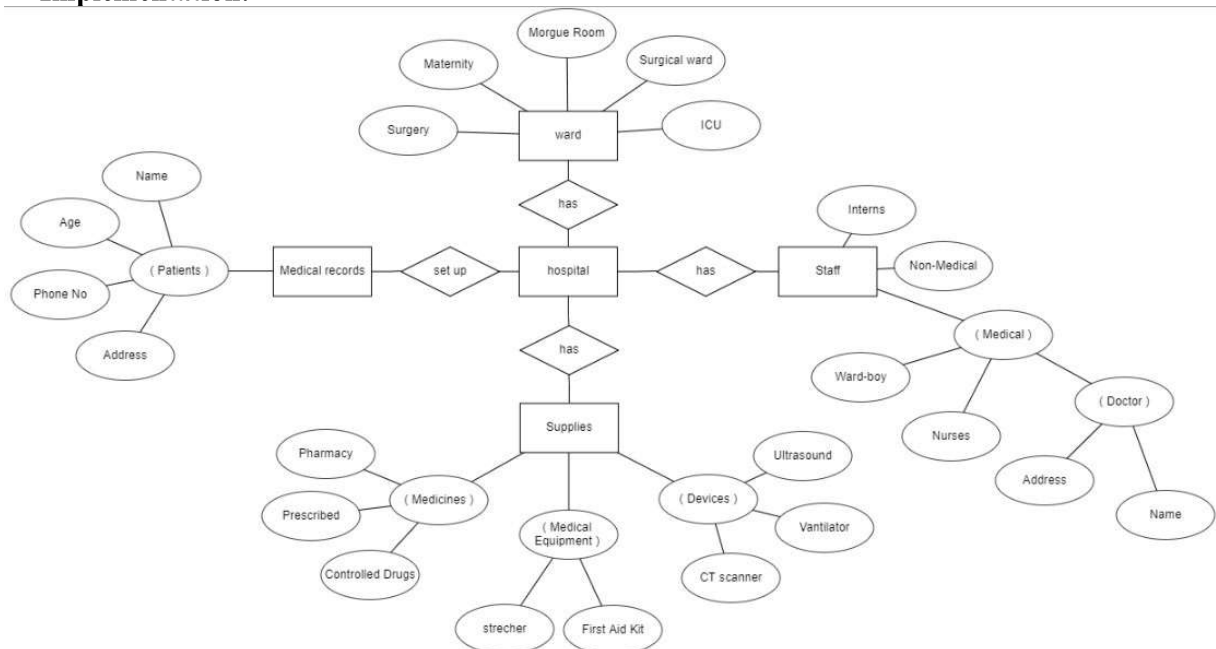 Implementation:
Morgue Room
Maternity
Surgical ward
Surgery
ward
ICU
Name
has
Interns
Age
( Patients )
Medical records
set up
hospital
has
Staff
Non-Medical
Phone No
Address
has
( Medical )
Ward-boy
( Doctor )
Nurses
Supplies
Pharmacy
Ultrasound
Address
( Medicines )
( Devices )
Prescribed
Name
( Medical
Equipment )
Vantilator
Controlled Drugs
CT scanner
strecher
First Aid Kit